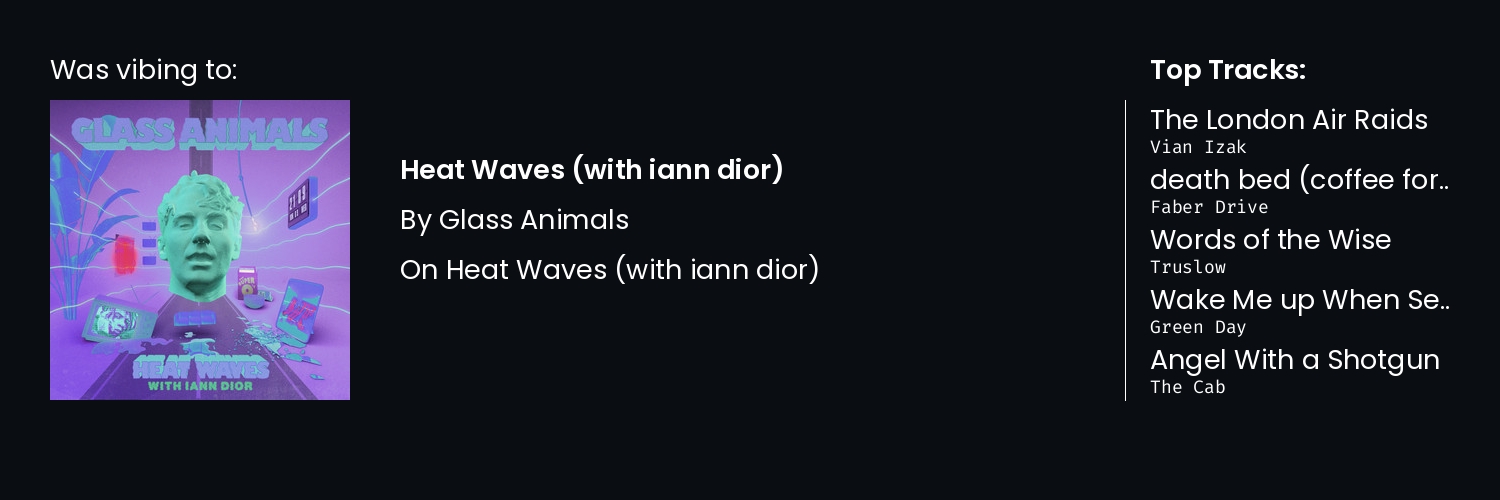 Was vibing to:
GLASS ANIMALS
HEAT WAVES
WITH IANN DIOR
Heat Waves (with iann dior)
By Glass Animals
On Heat Waves (with iann dior)
Top Tracks:
The London Air Raids
Vian Izak
death bed (coffee for..
Faber Drive
Words of the Wise
Truslow
Wake Me up When Se..
Green Day
Angel With a Shotgun
The Cab